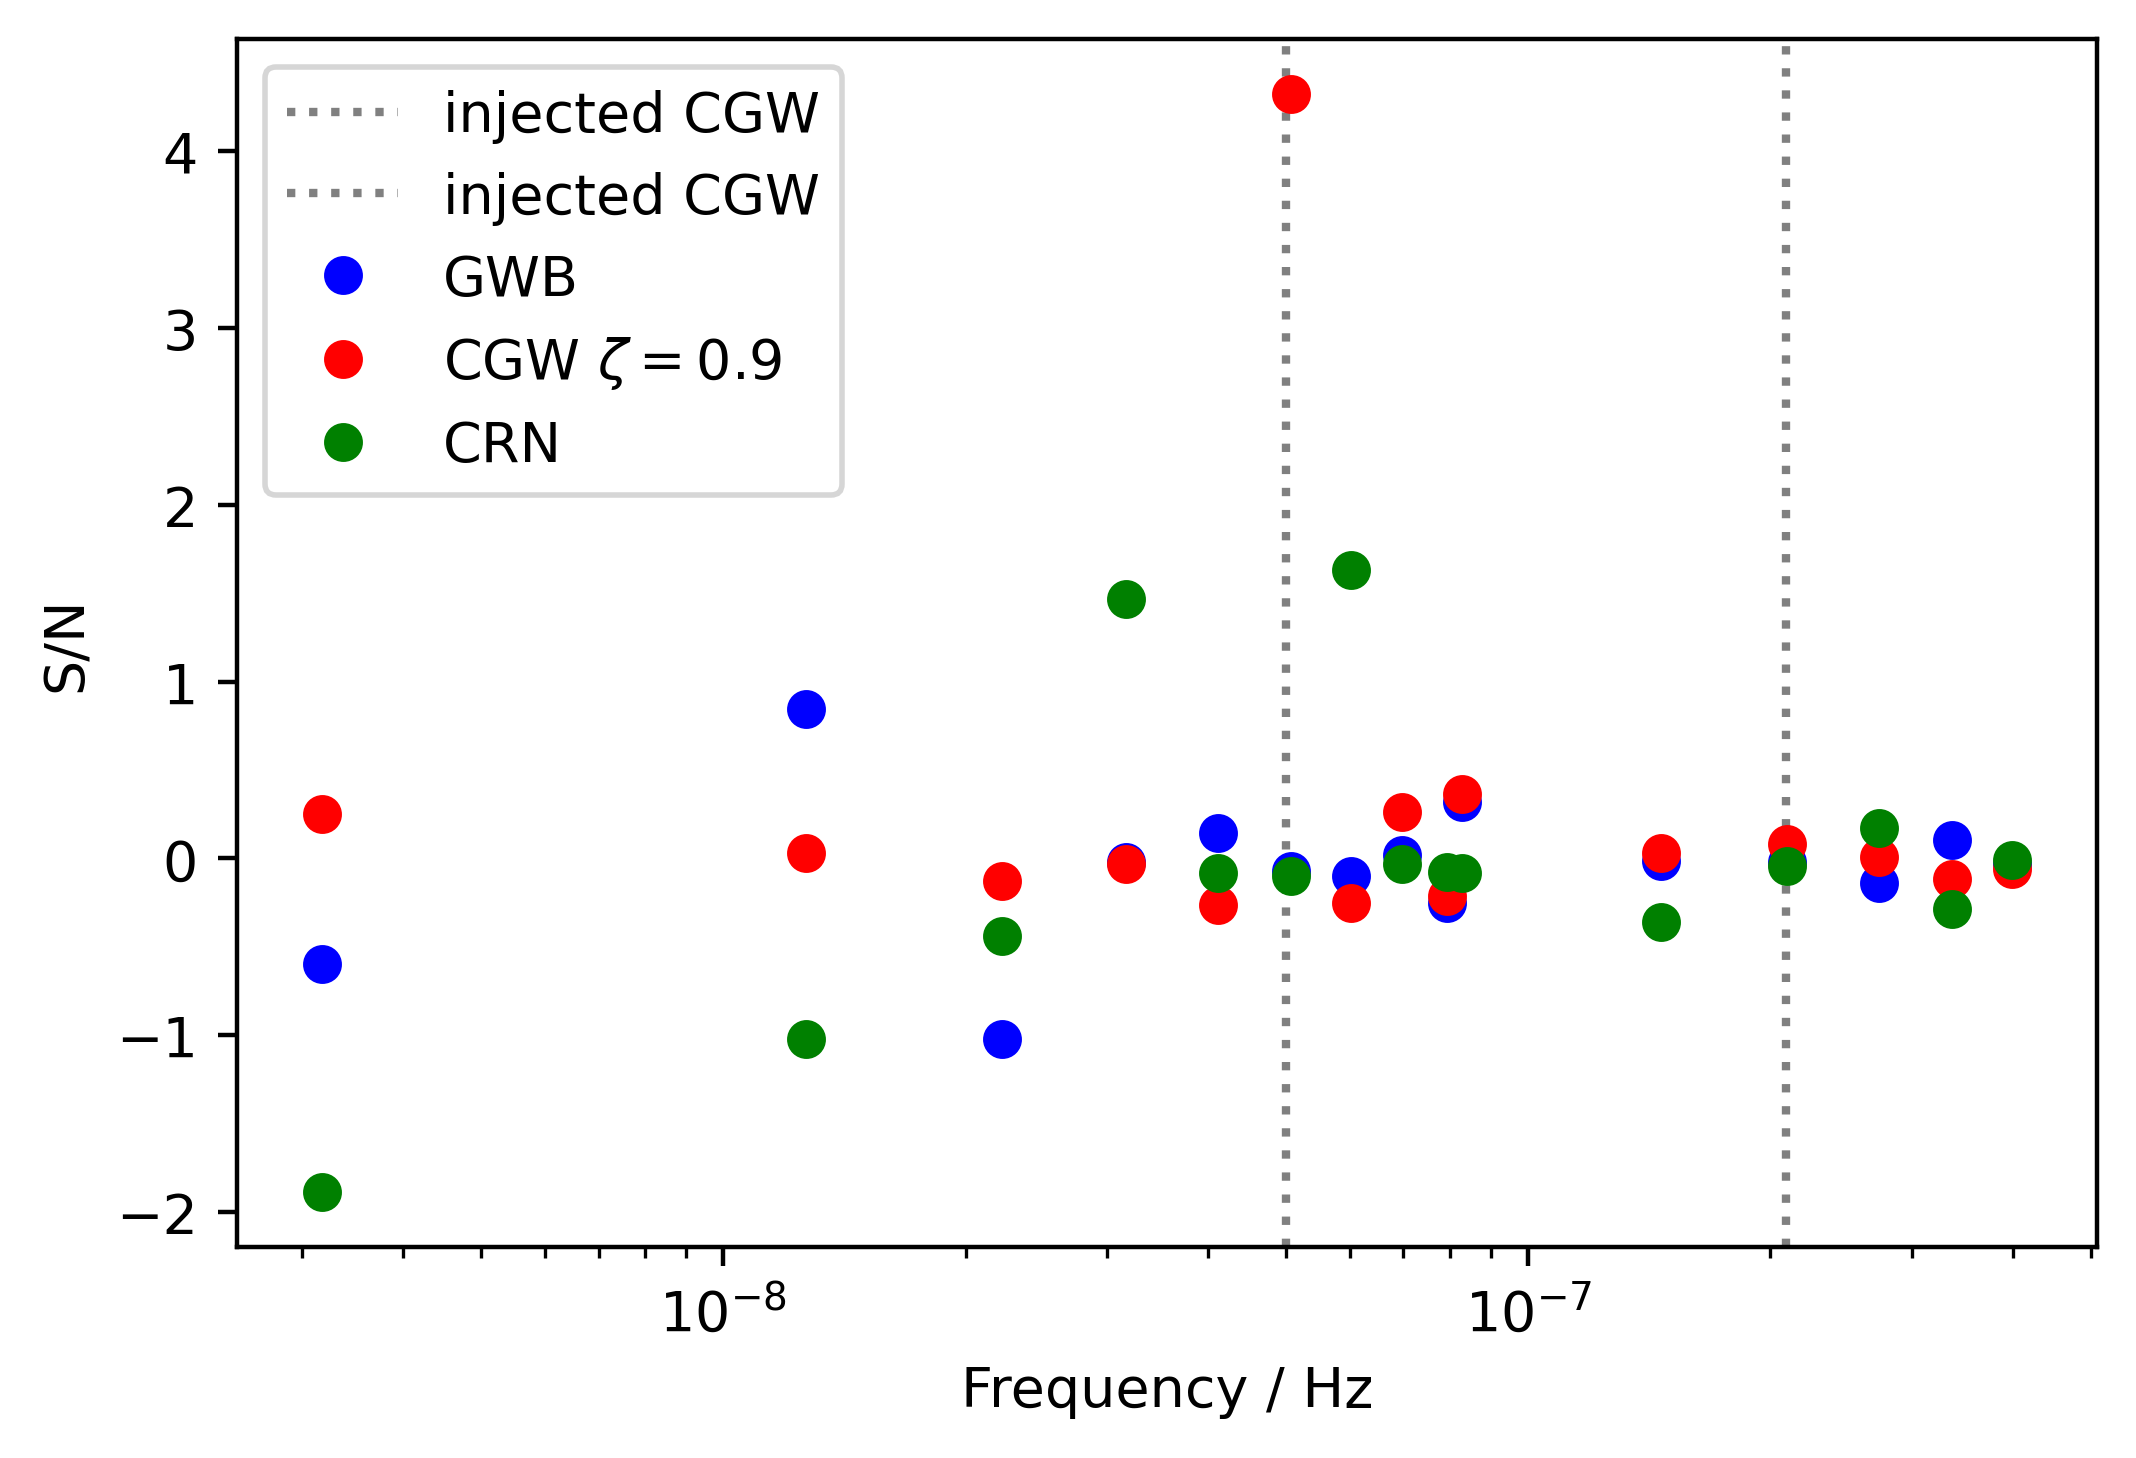 injected CGW
injected CGW
GWB
CGW ζ = 0.9
CRN
4
3
2
1
0
−1
−2
S/N
10⁻⁸
10⁻⁷
Frequency / Hz